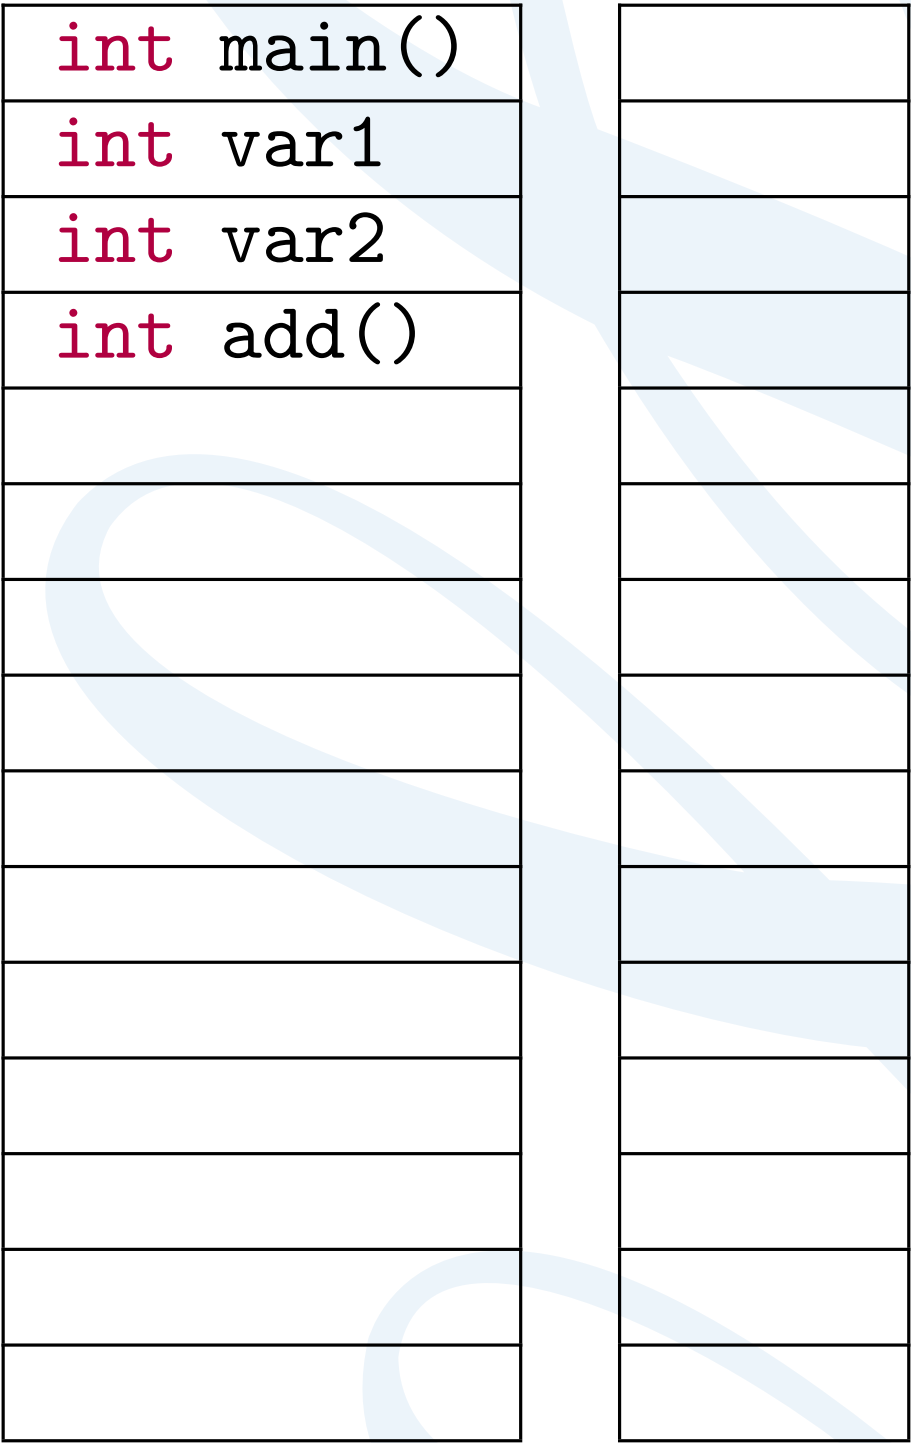 int main()
int var1
int var2
int add()